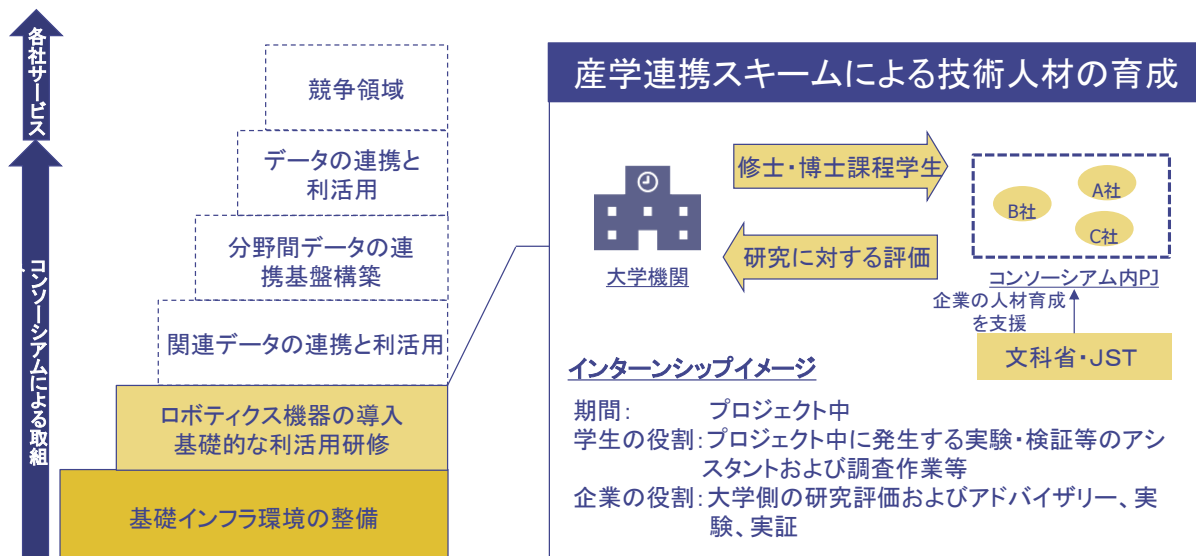 各社サービス
コンソーシアムによる取組
競争領域
データの連携と
利活用
分野間データの連
携基盤構築
関連データの連携と利活用
ロボティクス機器の導入
基礎的な利活用研修
基礎インフラ環境の整備
産学連携スキームによる技術人材の育成
大学機関
修士・博士課程学生
研究に対する評価
A社
B社
C社
コンソーシアム内PJ
企業の人材育成
を支援
文科省・JST
インターンシップイメージ
期間: プロジェクト中
学生の役割:プロジェクト中に発生する実験・検証等のアシ
スタントおよび調査作業等
企業の役割:大学側の研究評価およびアドバイザリー、実
験、実証